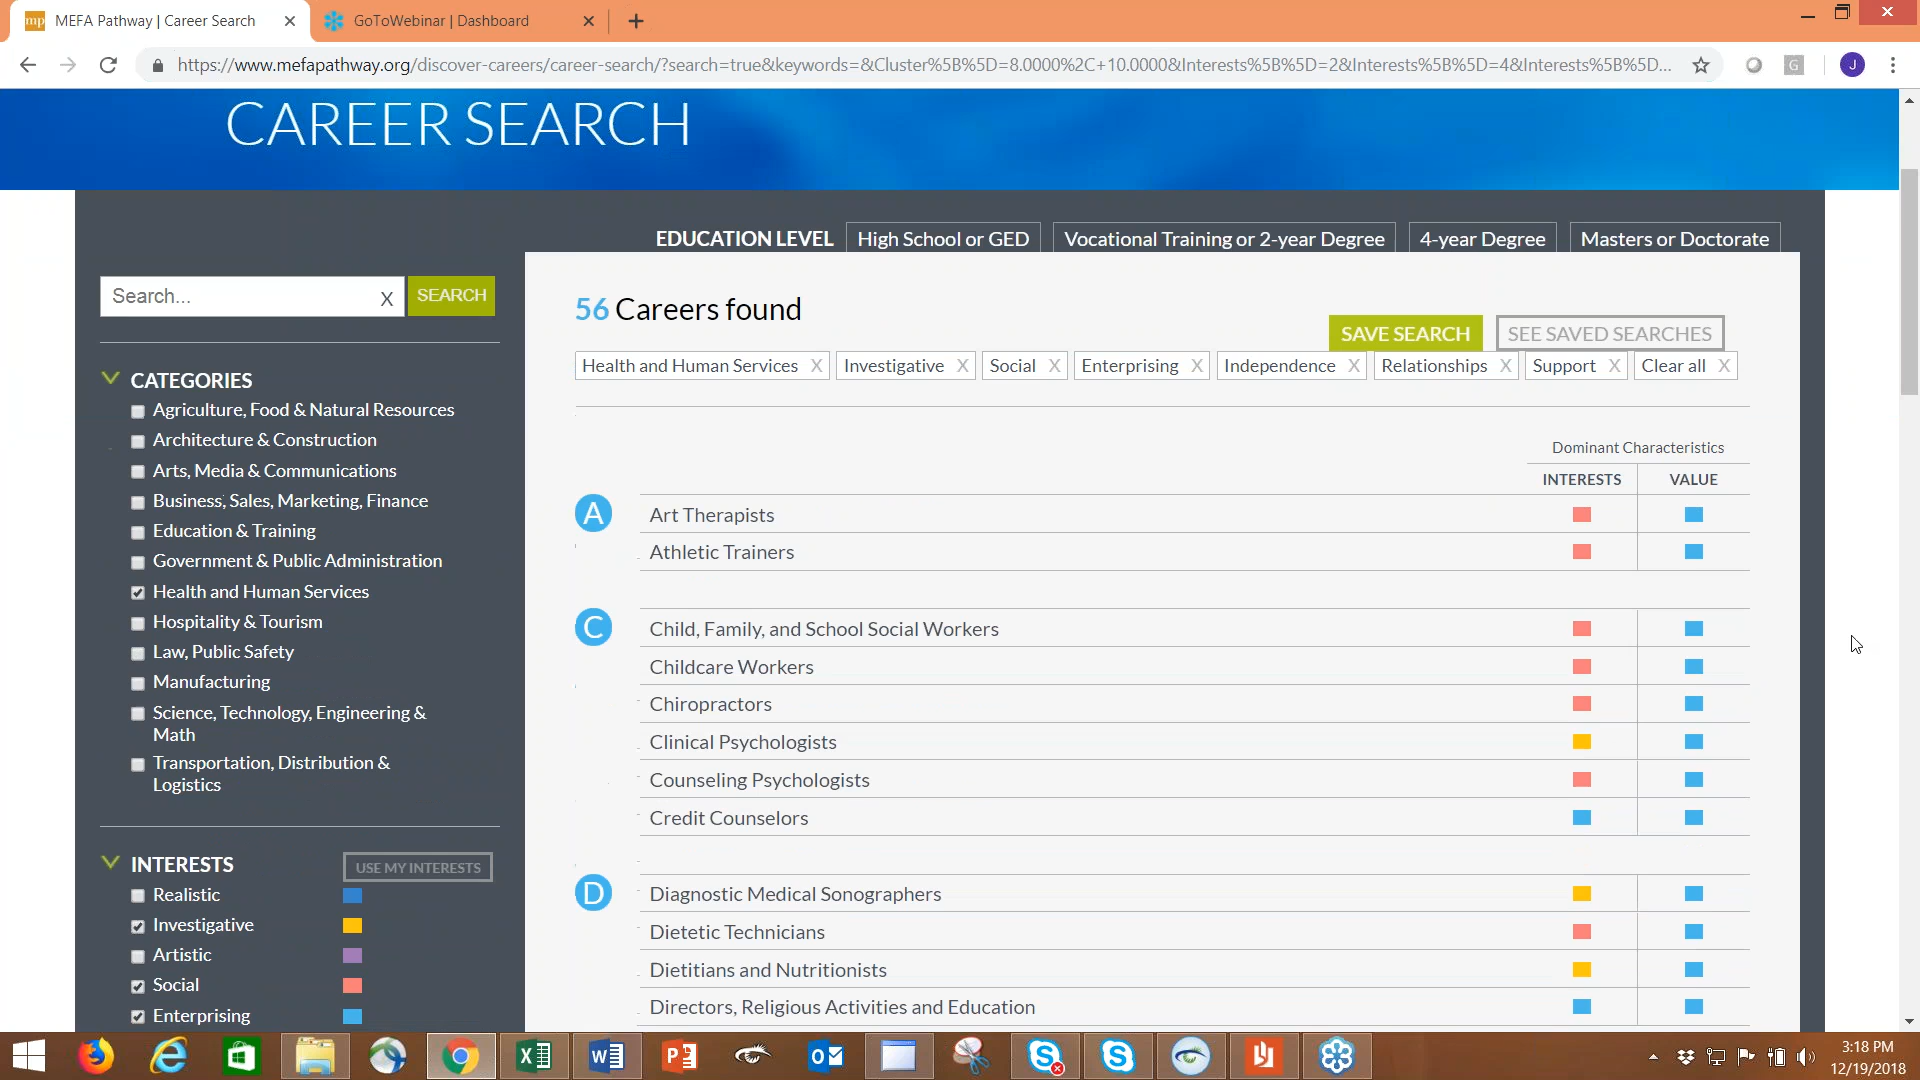 mp MEFA Pathway | Career Search
GoToWebinar | Dashboard
https://www.mefapathway.org/discover-careers/career-search/?search=true&keywords=&Cluster%5B%5D=8.0000%2C+10.0000&Interests%5B%5D=2&Interests%5B%5D=4&Interests%5B%5D...
G
J
CAREER SEARCH
EDUCATION LEVEL High School or GED Vocational Training or 2-year Degree 4-year Degree Masters or Doctorate
Search... X SEARCH
56 Careers found
SAVE SEARCH SEE SAVED SEARCHES
Health and Human Services X Investigative X Social X Enterprising X Independence X Relationships X Support X Clear all X
CATEGORIES
Agriculture, Food & Natural Resources
Architecture & Construction
Arts, Media & Communications
Business, Sales, Marketing, Finance
Education & Training
Government & Public Administration
Health and Human Services
Hospitality & Tourism
Law, Public Safety
Manufacturing
Science, Technology, Engineering &
Math
Transportation, Distribution &
Logistics
INTERESTS USE MY INTERESTS
Realistic
Investigative
Artistic
Social
Enterprising
Dominant Characteristics
INTERESTS VALUE
A Art Therapists
Athletic Trainers
C Child, Family, and School Social Workers
Childcare Workers
Chiropractors
Clinical Psychologists
Counseling Psychologists
Credit Counselors
D Diagnostic Medical Sonographers
Dietetic Technicians
Dietitians and Nutritionists
Directors, Religious Activities and Education
3:18 PM
12/19/2018